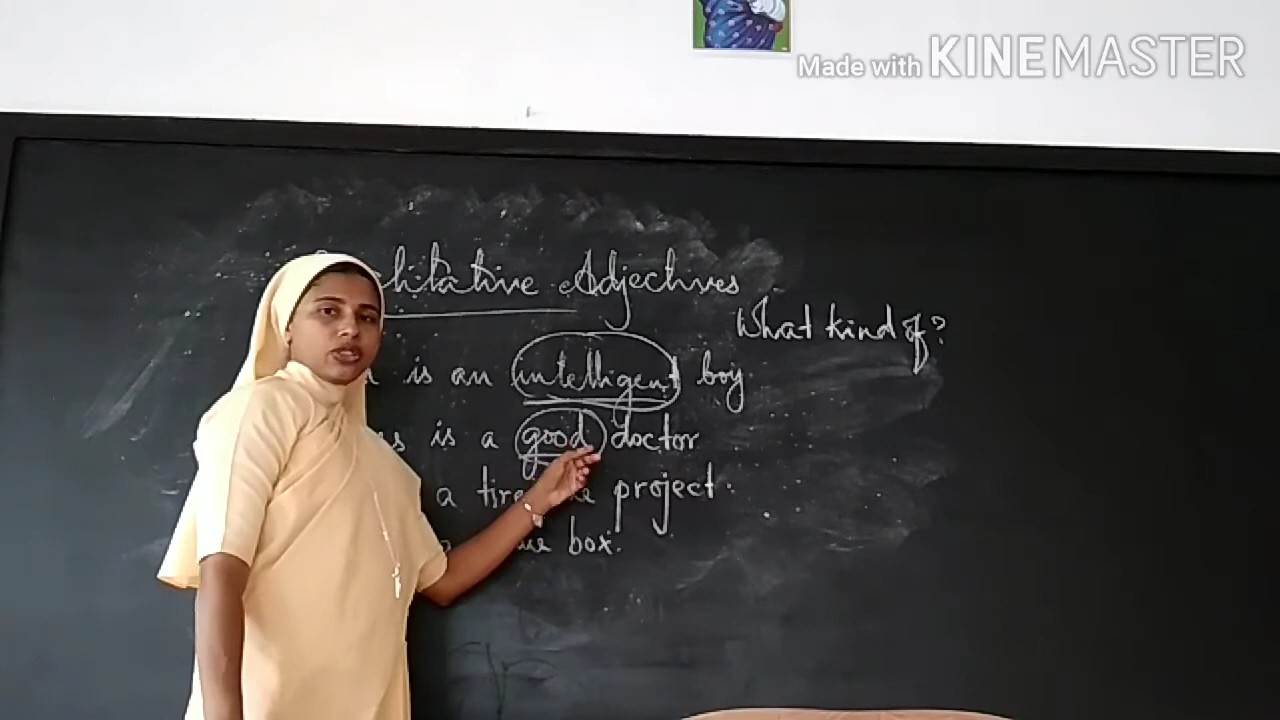 Made with KINEMASTER
Adjectives
What kind of?
is an intelligent boy
is a good doctor
a project.
box.